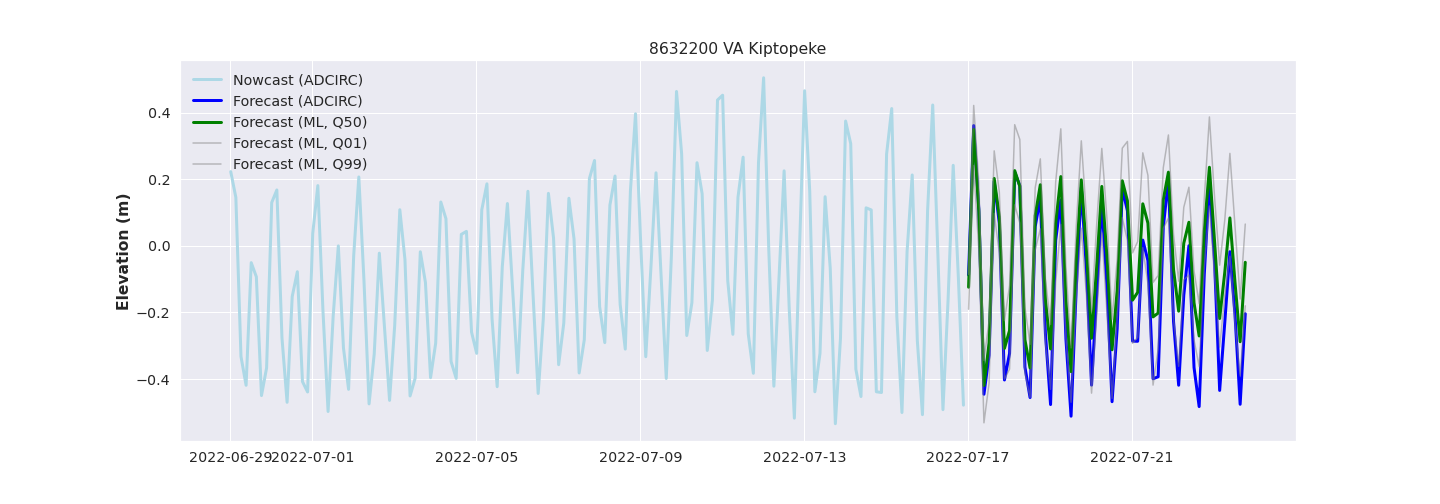 8632200 VA Kiptopeke
Nowcast (ADCIRC)
Forecast (ADCIRC)
Forecast (ML, Q50)
Forecast (ML, Q01)
Forecast (ML, Q99)
Elevation (m)
0.4
0.2
0.0
−0.2
−0.4
2022-06-29 2022-07-01 2022-07-05 2022-07-09 2022-07-13 2022-07-17 2022-07-21